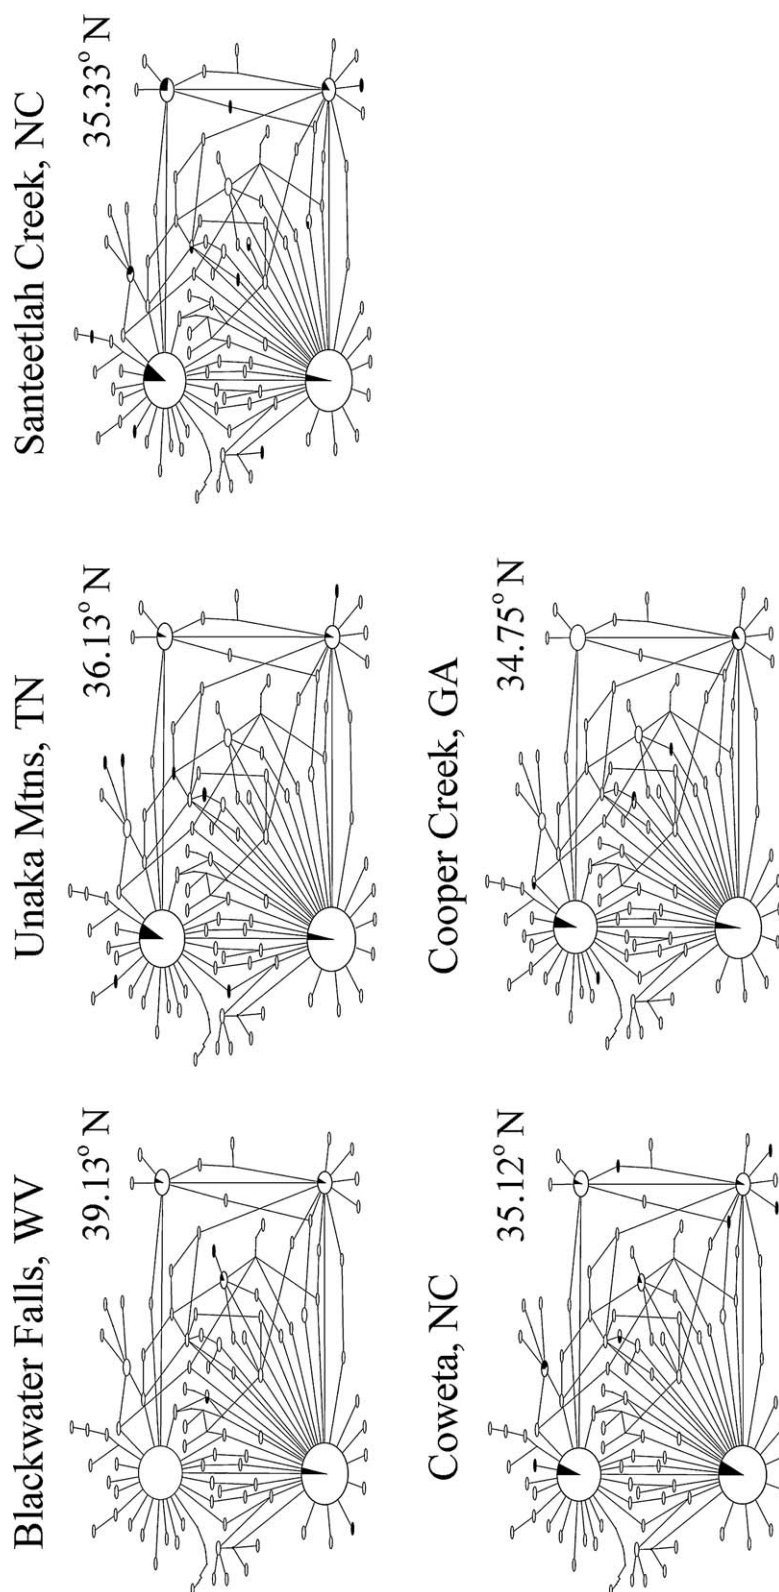 Blackwater Falls, WV
39.13° N
Unaka Mtns, TN
36.13° N
Santeetlah Creek, NC
35.33° N
Coweta, NC
35.12° N
Cooper Creek, GA
34.75° N